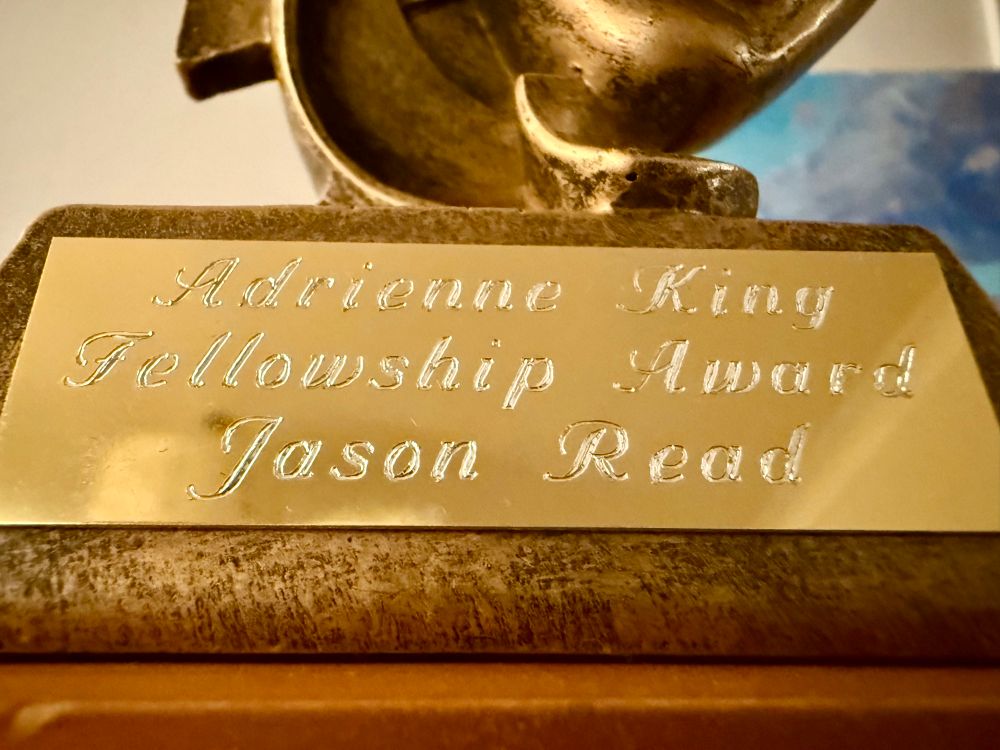 Adrienne King
Fellowship Award
Jason Read